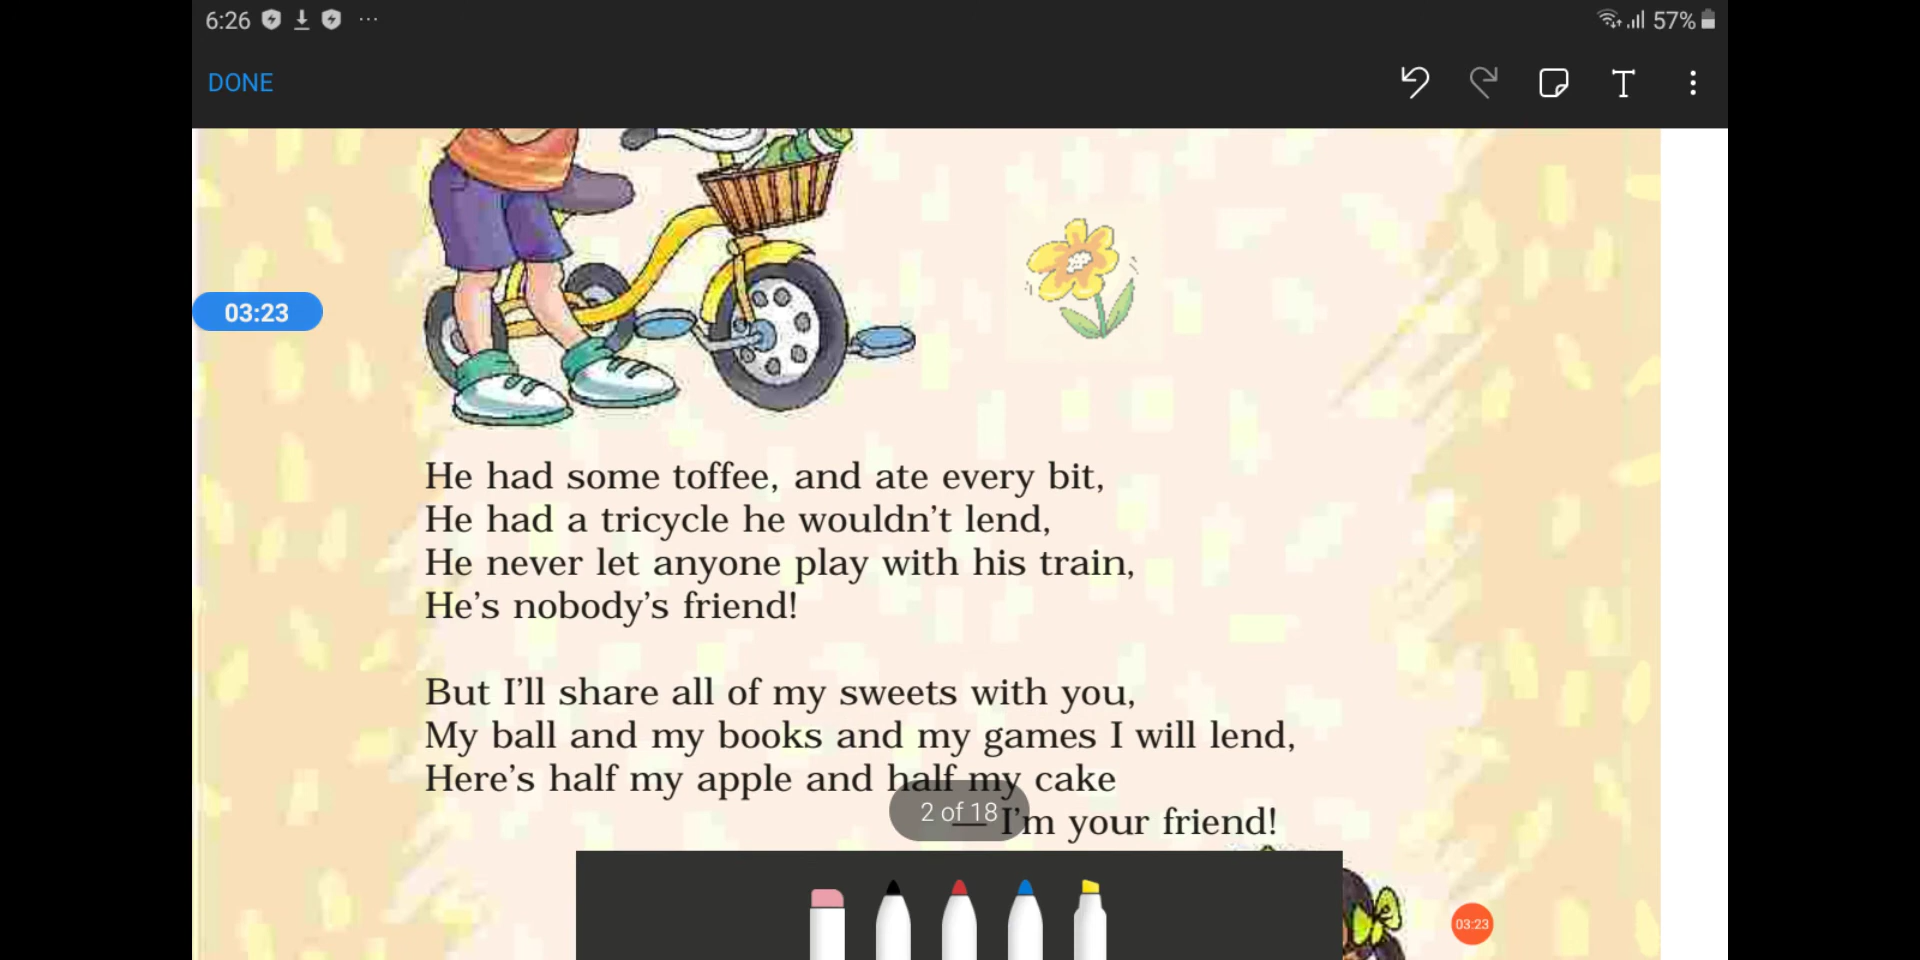 6:26 ... 57%
DONE T
03:23
He had some toffee, and ate every bit,
He had a tricycle he wouldn't lend,
He never let anyone play with his train,
He's nobody's friend!
But I'll share all of my sweets with you,
My ball and my books and my games I will lend,
Here's half my apple and half my cake
2 of 18
— I'm your friend!
03:23